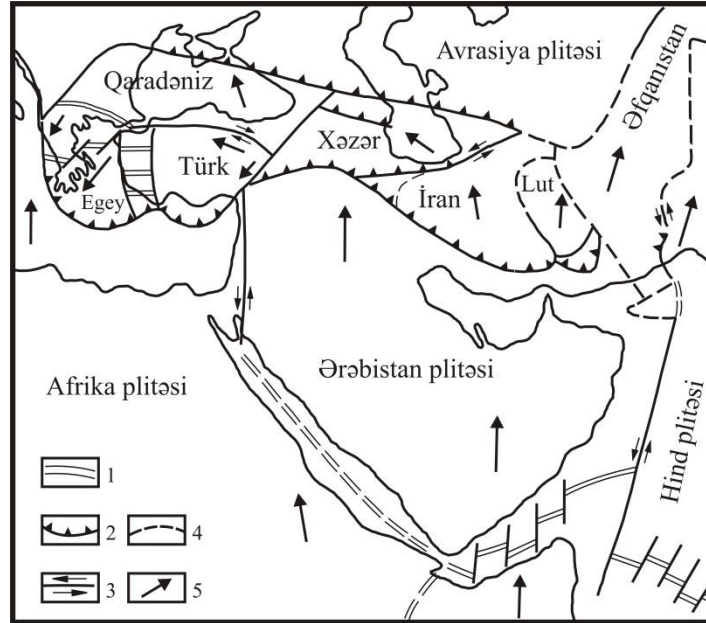 Avrasiya plitəsi
Əfqanıstan
Qaradəniz
Xəzər
Türk
Lut
İran
Egey
Ərəbistan plitəsi
Afrika plitəsi
Hind plitəsi
1
2
4
3
5